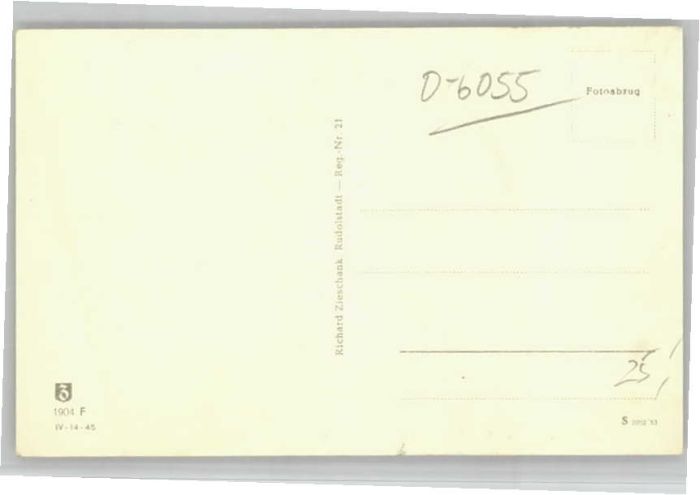 D-6055
Fotoabzug
Richard Zieschank Rudolstadt — Reg.-Nr. 21
25,
1904 F
IV-14-45
S